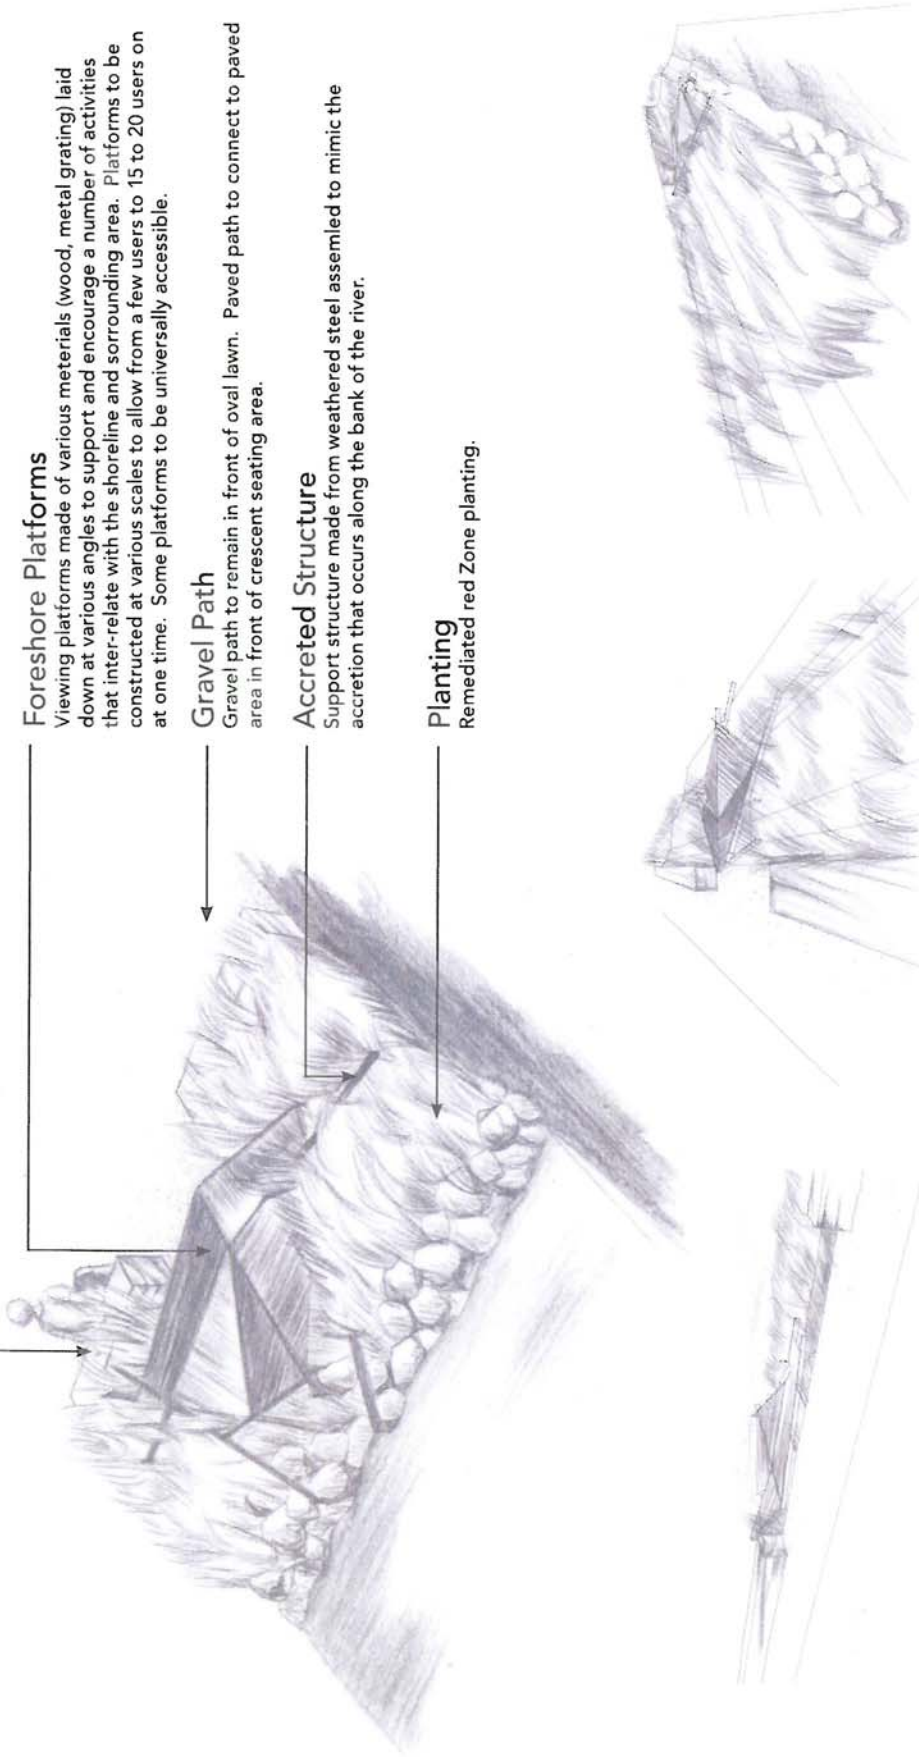 Foreshore Platforms
Viewing platforms made of various meterials (wood, metal grating) laid
down at various angles to support and encourage a number of activities
that inter-relate with the shoreline and sorrounding area. Platforms to be
constructed at various scales to allow from a few users to 15 to 20 users on
at one time. Some platforms to be universally accessible.
Gravel Path
Gravel path to remain in front of oval lawn. Paved path to connect to paved
area in front of crescent seating area.
Accreted Structure
Support structure made from weathered steel assemled to mimic the
accretion that occurs along the bank of the river.
Planting
Remediated red Zone planting.